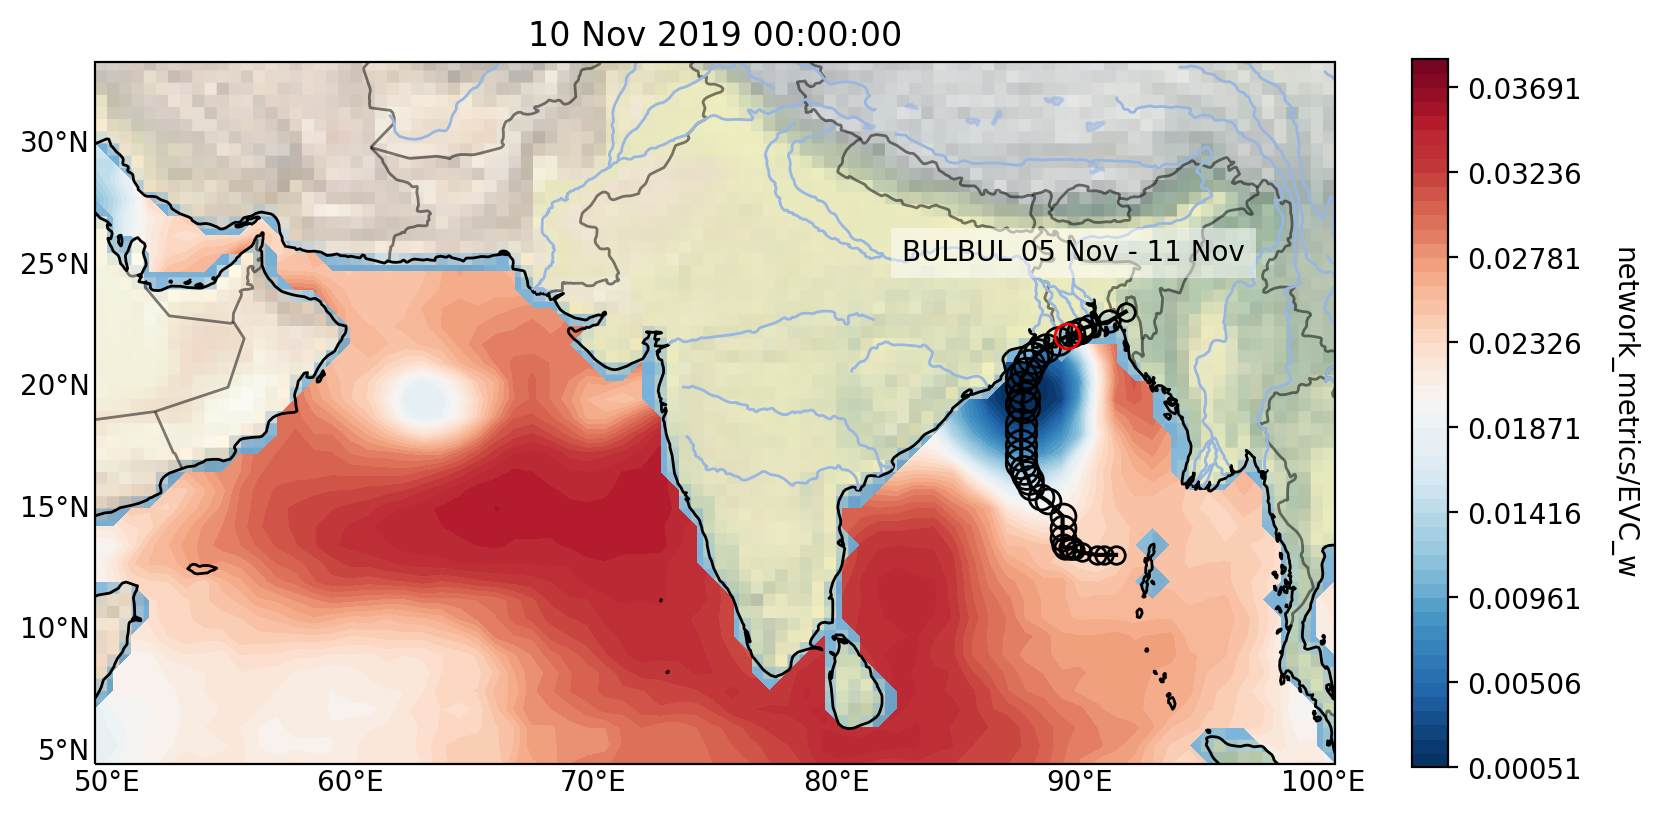 10 Nov 2019 00:00:00
30°N
25°N
20°N
15°N
10°N
5°N
50°E
60°E
70°E
80°E
90°E
100°E
BULBUL 05 Nov - 11 Nov
0.03691
0.03236
0.02781
0.02326
0.01871
0.01416
0.00961
0.00506
0.00051
network_metrics/EVC_w